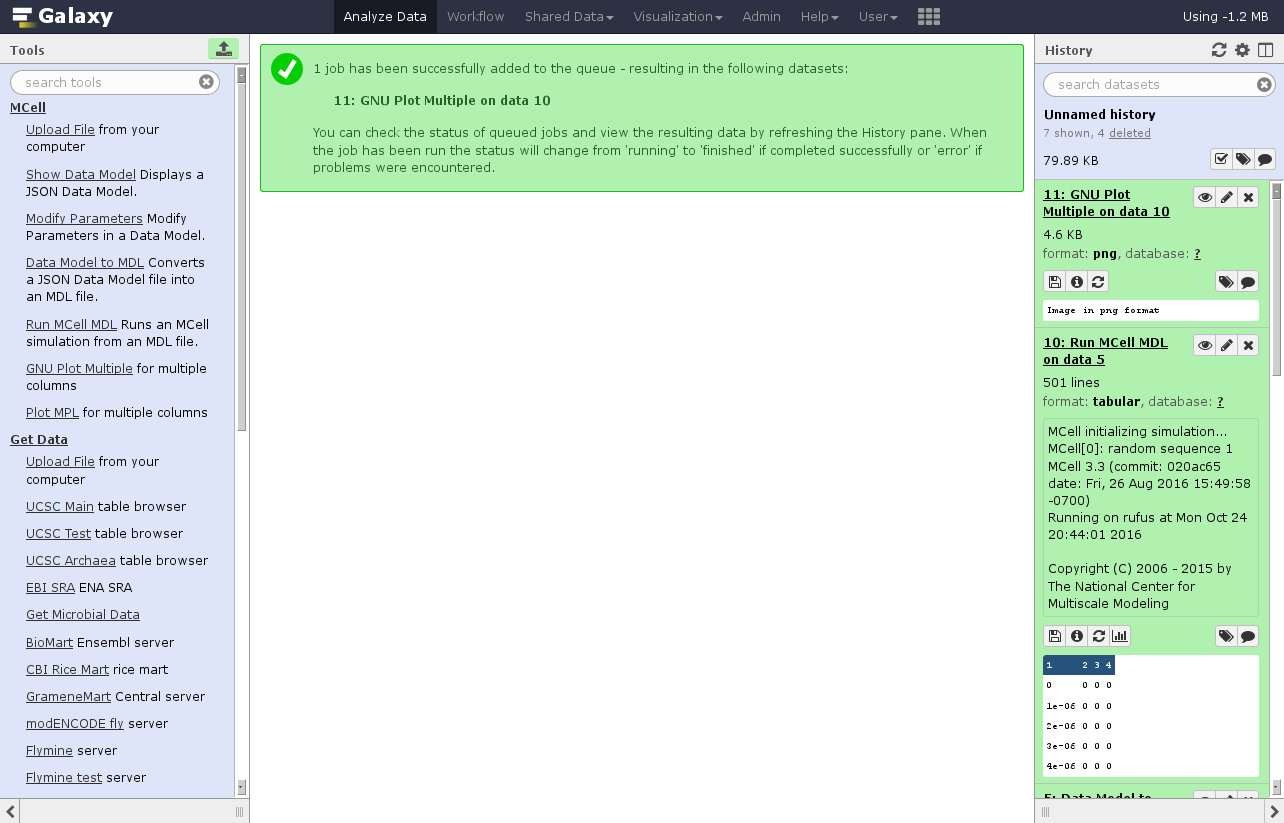 Galaxy
Analyze Data Workflow Shared Data Visualization Admin Help User
Using -1.2 MB
Tools
search tools
MCell
Upload File from your
computer
Show Data Model Displays a
JSON Data Model.
Modify Parameters Modify
Parameters in a Data Model.
Data Model to MDL Converts
a JSON Data Model file into
an MDL file.
Run MCell MDL Runs an MCell
simulation from an MDL file.
GNU Plot Multiple for multiple
columns
Plot MPL for multiple columns
Get Data
Upload File from your
computer
UCSC Main table browser
UCSC Test table browser
UCSC Archaea table browser
EBI SRA ENA SRA
Get Microbial Data
BioMart Ensembl server
CBI Rice Mart rice mart
GrameneMart Central server
modENCODE fly server
Flymine server
Flymine test server
1 job has been successfully added to the queue - resulting in the following datasets:
11: GNU Plot Multiple on data 10
You can check the status of queued jobs and view the resulting data by refreshing the History pane. When
the job has been run the status will change from 'running' to 'finished' if completed successfully or 'error' if
problems were encountered.
History
search datasets
Unnamed history
7 shown, 4 deleted
79.89 KB
11: GNU Plot
Multiple on data 10
4.6 KB
format: png, database: ?
Image in png format
10: Run MCell MDL
on data 5
501 lines
format: tabular, database: ?
MCell initializing simulation...
MCell[0]: random sequence 1
MCell 3.3 (commit: 020ac65
date: Fri, 26 Aug 2016 15:49:58
-0700)
Running on rufus at Mon Oct 24
20:44:01 2016
Copyright (C) 2006 - 2015 by
The National Center for
Multiscale Modeling
1 2 3 4
0 0 0 0
1e-06 0 0 0
2e-06 0 0 0
3e-06 0 0 0
4e-06 0 0 0
5: Data Model to